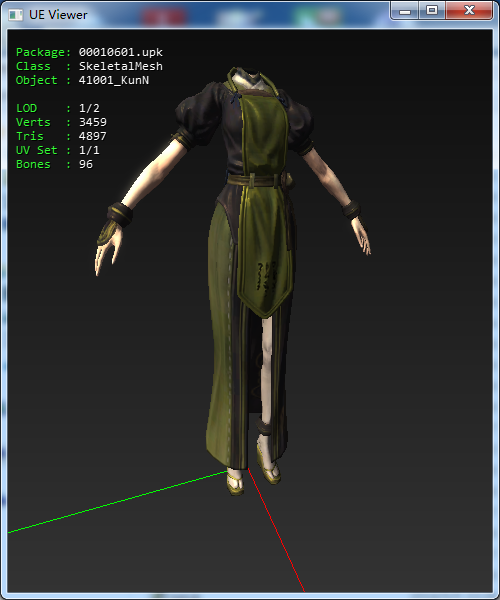 UE Viewer
Package: 00010601.upk
Class : SkeletalMesh
Object : 41001_KunN
LOD : 1/2
Verts : 3459
Tris : 4897
UV Set : 1/1
Bones : 96